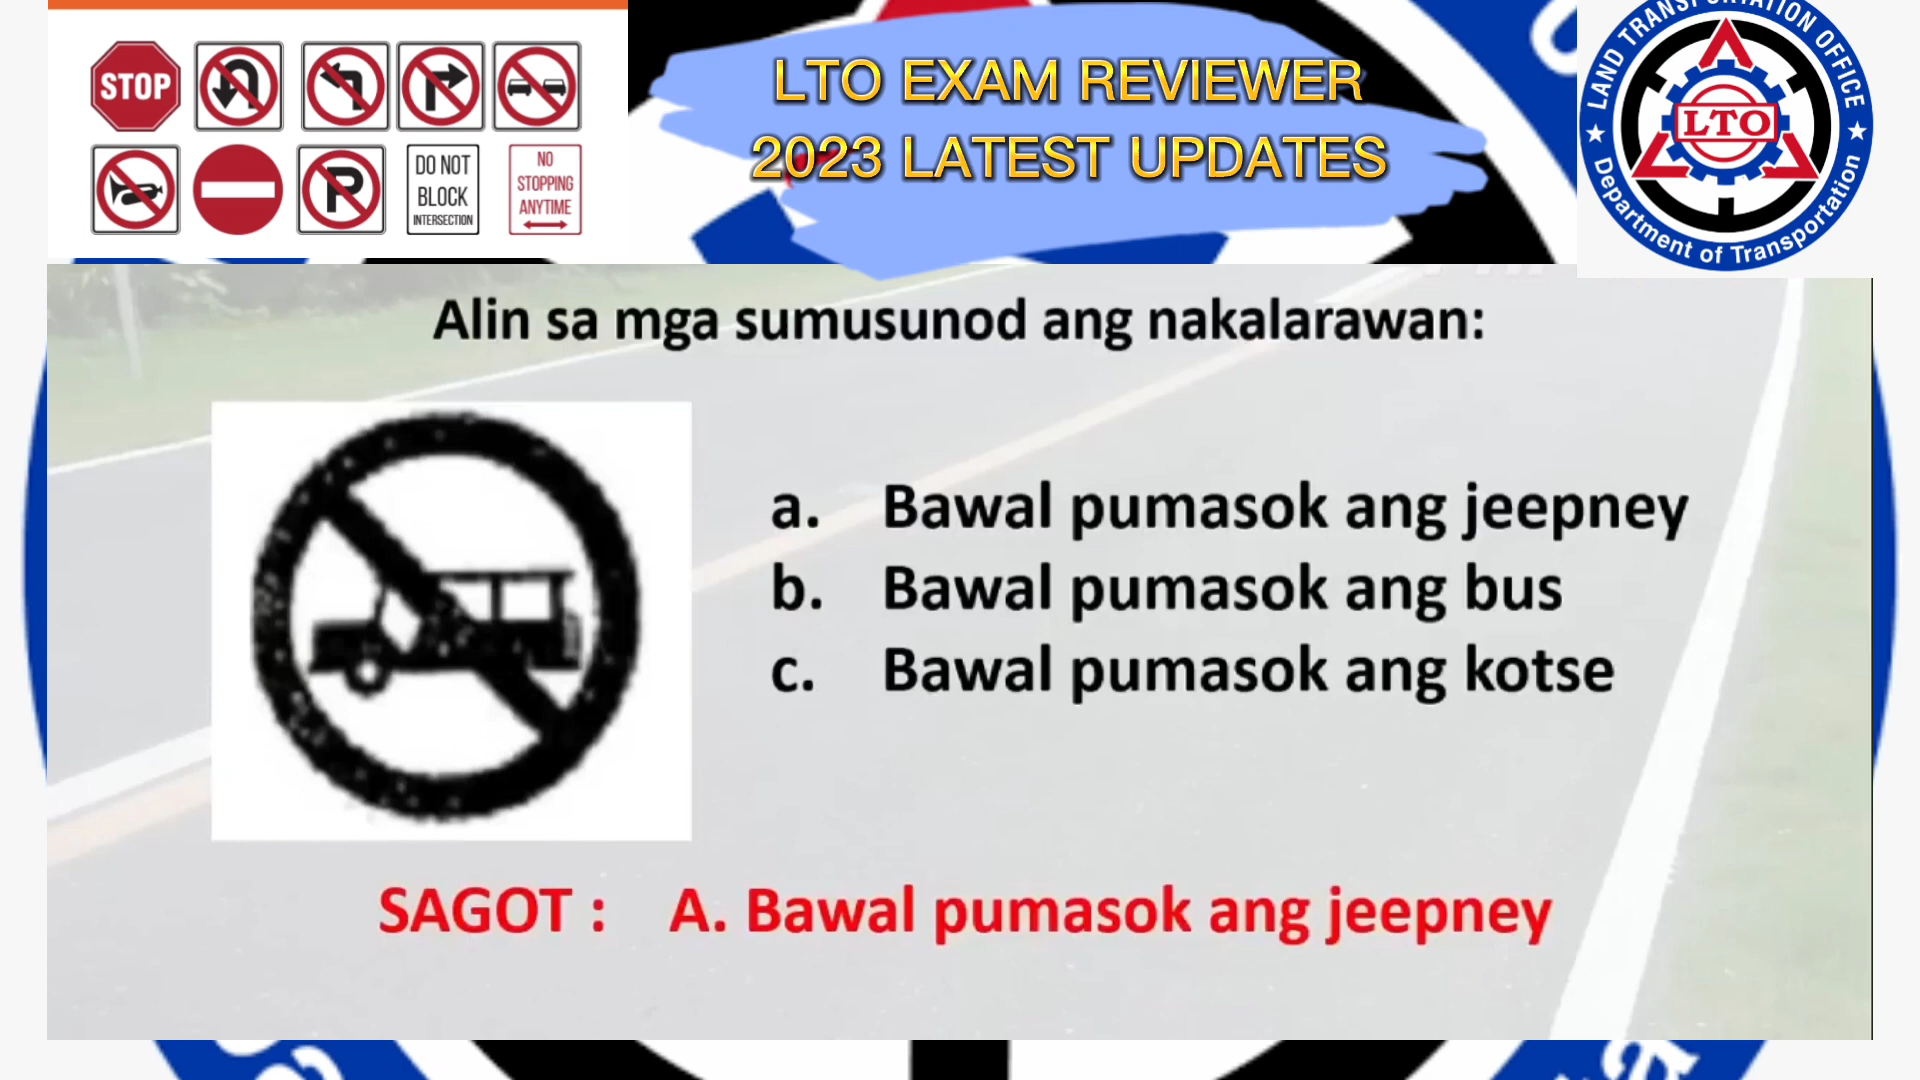 STOP
DO NOT
BLOCK
INTERSECTION
NO
STOPPING
ANYTIME
LTO EXAM REVIEWER
2023 LATEST UPDATES
LAND TRANSPORTATION OFFICE
LTO
Department of Transportation
Alin sa mga sumusunod ang nakalarawan:
a. Bawal pumasok ang jeepney
b. Bawal pumasok ang bus
c. Bawal pumasok ang kotse
SAGOT : A. Bawal pumasok ang jeepney